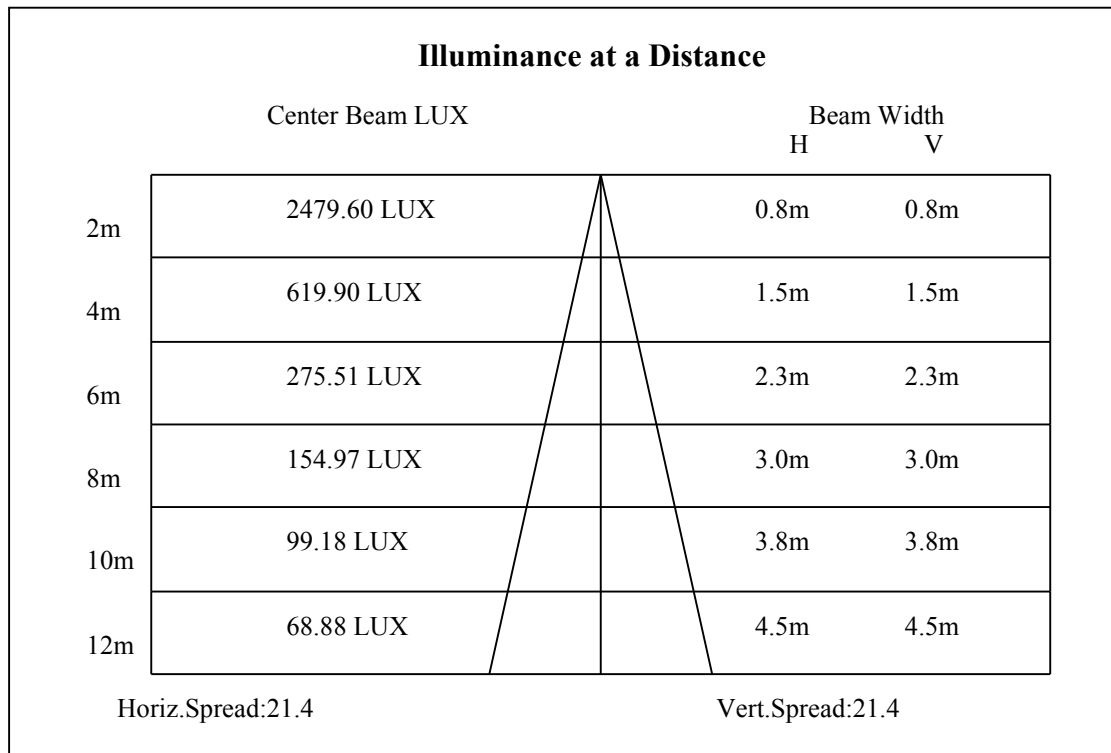 Illuminance at a Distance
Center Beam LUX Beam Width
H V
2m 2479.60 LUX 0.8m 0.8m
4m 619.90 LUX 1.5m 1.5m
6m 275.51 LUX 2.3m 2.3m
8m 154.97 LUX 3.0m 3.0m
10m 99.18 LUX 3.8m 3.8m
12m 68.88 LUX 4.5m 4.5m
Horiz.Spread:21.4 Vert.Spread:21.4